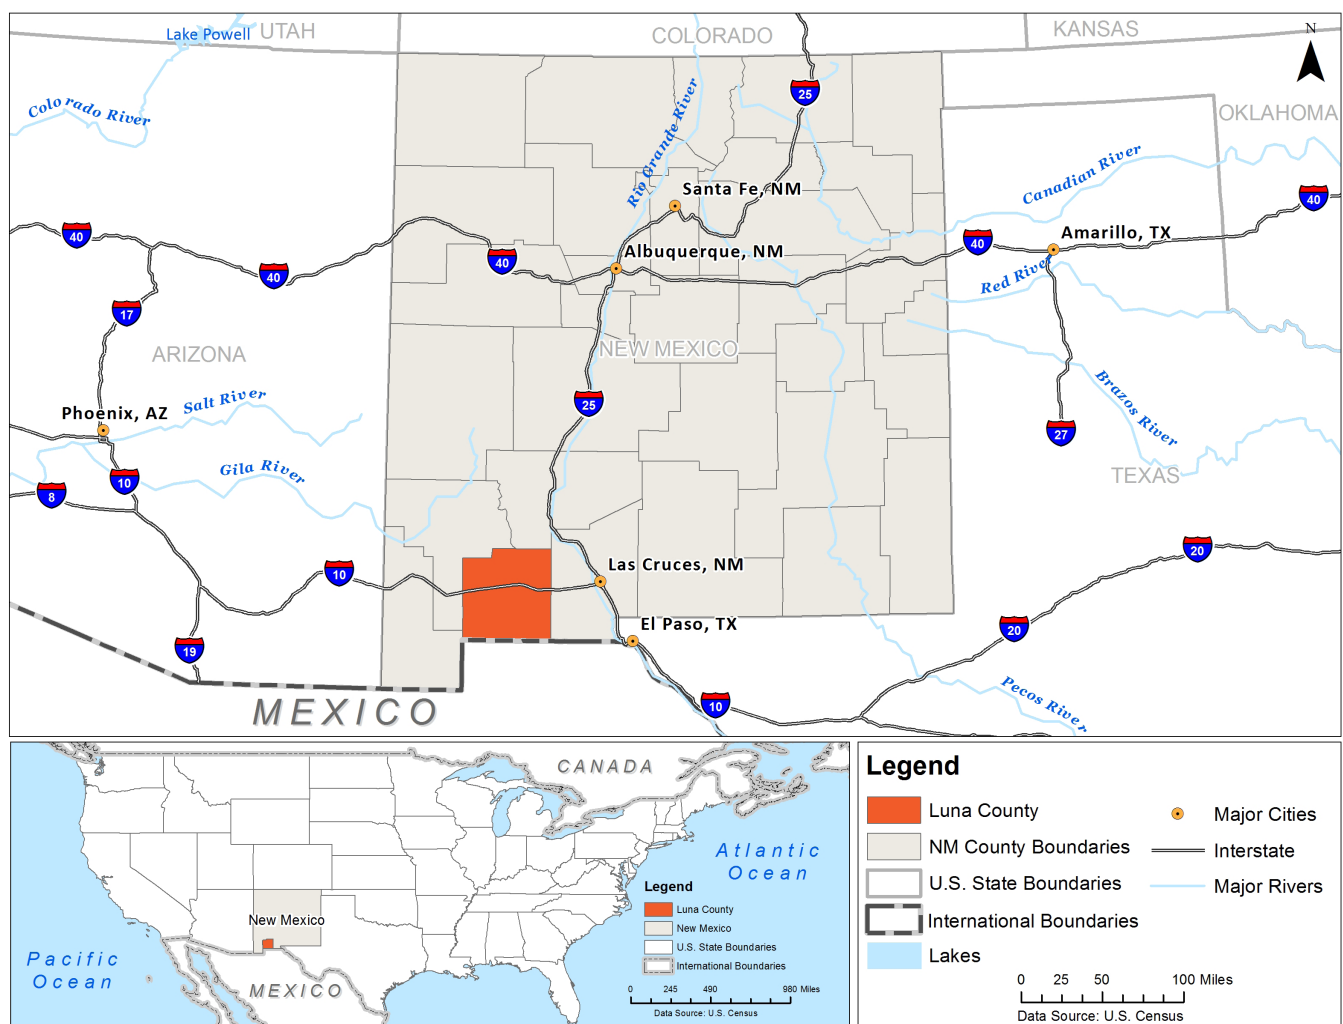 Lake Powell
UTAH
COLORADO
KANSAS
N
OKLAHOMA
Colorado River
25
Rio Grande River
Canadian River
Santa Fe, NM
40
40
40
Amarillo, TX
40
40
Albuquerque, NM
Red River
17
ARIZONA
NEW MEXICO
Salt River
Brazos River
Phoenix, AZ
25
27
Gila River
10
8
TEXAS
20
10
Las Cruces, NM
20
El Paso, TX
19
10
Pecos River
MEXICO
CANADA
Atlantic
Ocean
Legend
Luna County
New Mexico
U.S. State Boundaries
International Boundaries
0 245 490 980 Miles
Data Source: U.S. Census
New Mexico
Pacific
Ocean
MEXICO
Legend
Luna County
NM County Boundaries
U.S. State Boundaries
International Boundaries
Lakes
Major Cities
Interstate
Major Rivers
0 25 50 100 Miles
Data Source: U.S. Census